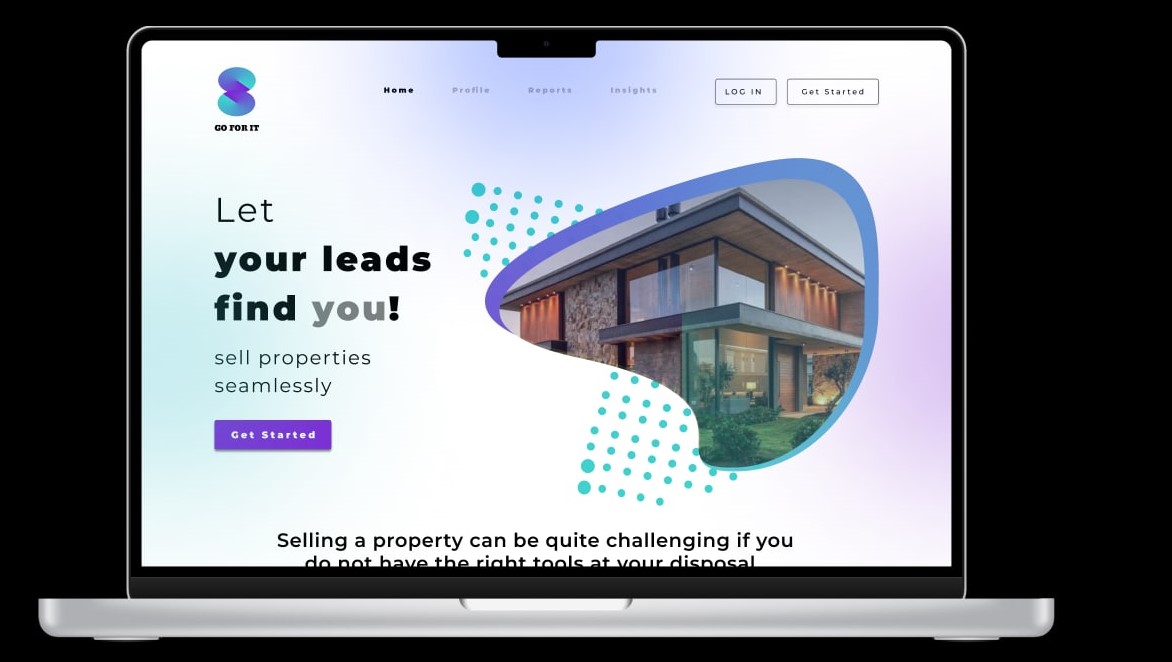 GO FOR IT
Home Profile Reports Insights
LOG IN Get Started
Let
your leads
find you!
sell properties
seamlessly
Get Started
Selling a property can be quite challenging if you
do not have the right tools at your disposal